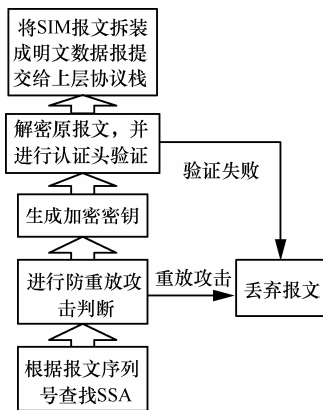 将SIM报文拆装
成明文数据报提
交给上层协议栈
解密原报文，并
进行认证头验证
验证失败
生成加密密钥
进行防重放攻
击判断
重放攻击
丢弃报文
根据报文序列
号查找SSA